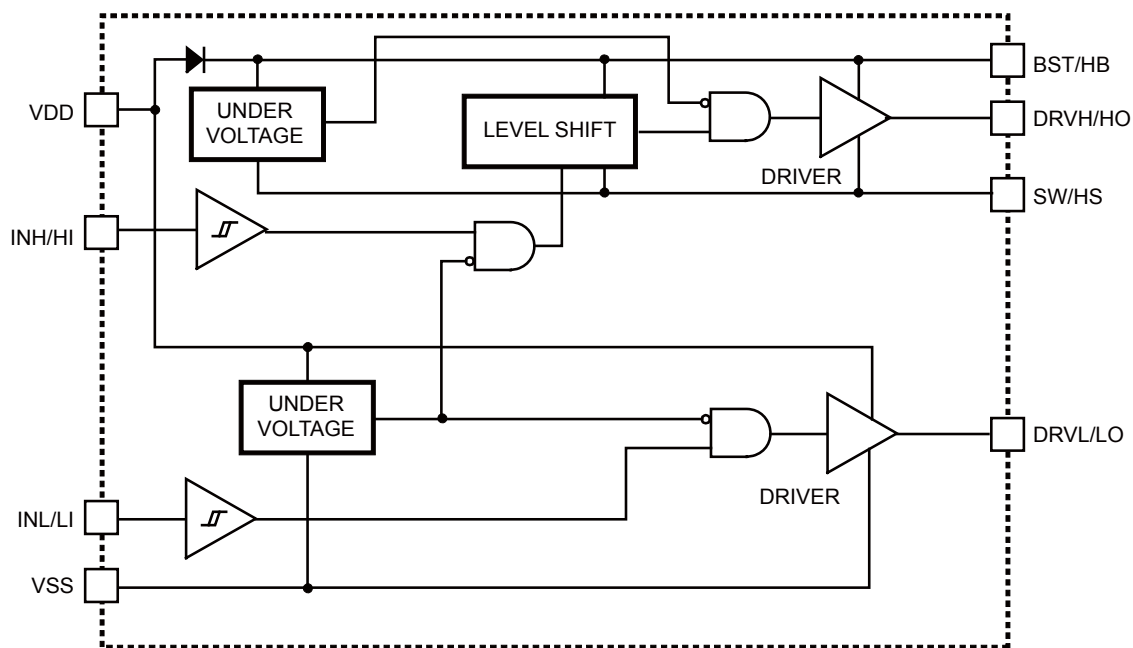 BST/HB
VDD
UNDER
VOLTAGE
LEVEL SHIFT
DRVH/HO
DRIVER
SW/HS
INH/HI
UNDER
VOLTAGE
DRVL/LO
DRIVER
INL/LI
VSS